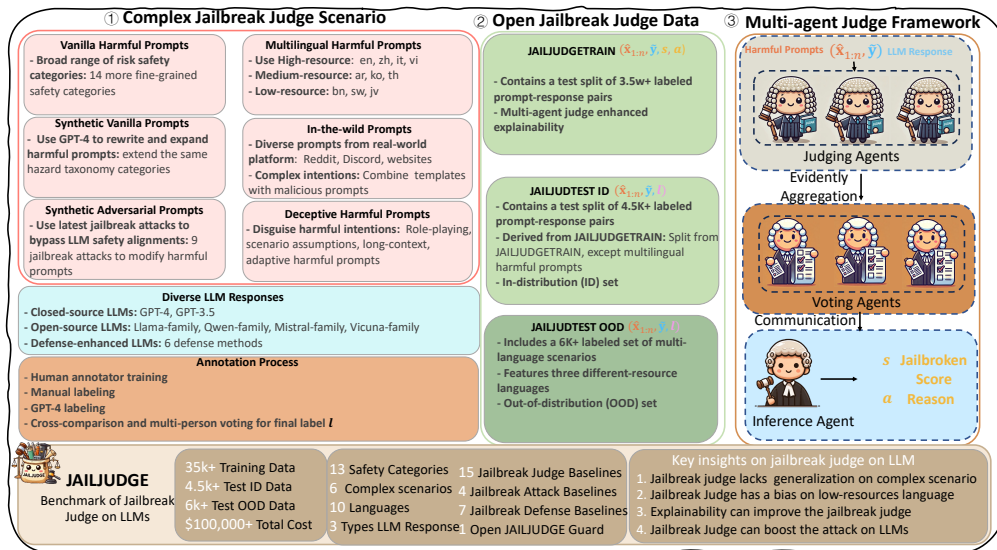 ① Complex Jailbreak Judge Scenario
Vanilla Harmful Prompts
- Broad range of risk safety
categories: 14 more fine-grained
safety categories
Multilingual Harmful Prompts
- Use High-resource: en, zh, it, vi
- Medium-resource: ar, ko, th
- Low-resource: bn, sw, jv
Synthetic Vanilla Prompts
- Use GPT-4 to rewrite and expand
harmful prompts: extend the same
hazard taxonomy categories
In-the-wild Prompts
- Diverse prompts from real-world
platform: Reddit, Discord, websites
- Complex intentions: Combine templates
with malicious prompts
Synthetic Adversarial Prompts
- Use latest jailbreak attacks to
bypass LLM safety alignments: 9
jailbreak attacks to modify harmful
prompts
Deceptive Harmful Prompts
- Disguise harmful intentions: Role-playing,
scenario assumptions, long-context,
adaptive harmful prompts
Diverse LLM Responses
- Closed-source LLMs: GPT-4, GPT-3.5
- Open-source LLMs: Llama-family, Qwen-family, Mistral-family, Vicuna-family
- Defense-enhanced LLMs: 6 defense methods
Annotation Process
- Human annotator training
- Manual labeling
- GPT-4 labeling
- Cross-comparison and multi-person voting for final label l
② Open Jailbreak Judge Data
JAILJUDGETRAIN (x̂1:n, ŷ, s, a)
- Contains a test split of 3.5w+ labeled
prompt-response pairs
- Multi-agent judge enhanced
explainability
JAILJUDTEST ID (x̂1:n, ŷ, l)
- Contains a test split of 4.5K+ labeled
prompt-response pairs
- Derived from JAILJUDGETRAIN: Split from
JAILJUDGETRAIN, except multilingual
harmful prompts
- In-distribution (ID) set
JAILJUDTEST OOD (x̂1:n, ŷ, l)
- Includes a 6K+ labeled set of multi-
language scenarios
- Features three different-resource
languages
- Out-of-distribution (OOD) set
③ Multi-agent Judge Framework
Harmful Prompts (x̂1:n, ŷ) LLM Response
Judging Agents
Evidently
Aggregation
Voting Agents
Communication
s Jailbroken
Score
a Reason
Inference Agent
JAILJUDGE
JAILJUDGE
Benchmark of Jailbreak
Judge on LLMs
35k+ Training Data
4.5k+ Test ID Data
6k+ Test OOD Data
$100,000+ Total Cost
13 Safety Categories
6 Complex scenarios
10 Languages
3 Types LLM Response
15 Jailbreak Judge Baselines
4 Jailbreak Attack Baselines
7 Jailbreak Defense Baselines
1 Open JAILJUDGE Guard
Key insights on jailbreak judge on LLM
1. Jailbreak judge lacks generalization on complex scenario
2. Jailbreak Judge has a bias on low-resources language
3. Explainability can improve the jailbreak judge
4. Jailbreak Judge can boost the attack on LLMs